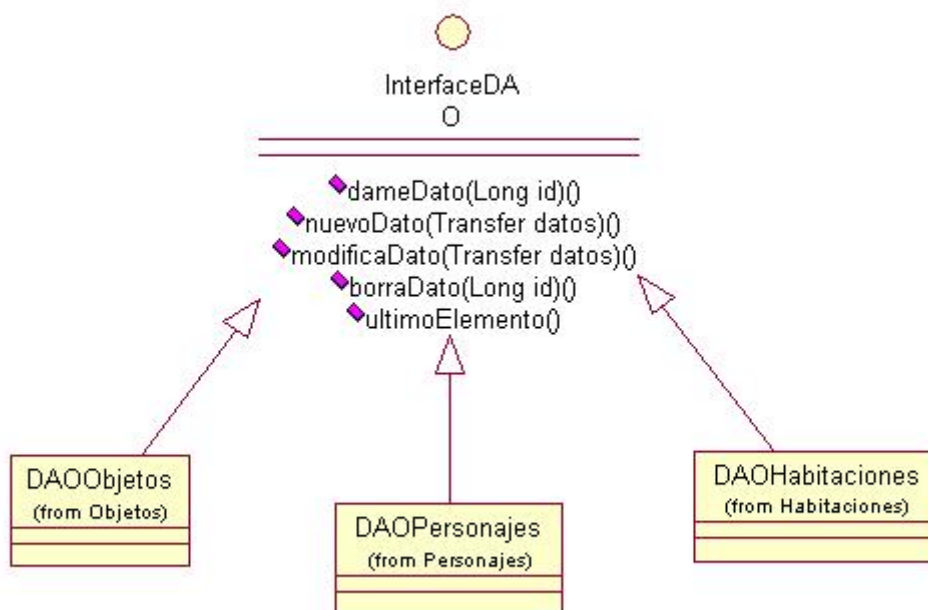 InterfaceDA
O
dameDato(Long id)()
nuevoDato(Transfer datos)()
modificaDato(Transfer datos)()
borraDato(Long id)()
ultimoElemento()
DAOObjetos
(from Objetos)
DAOPersonajes
(from Personajes)
DAOHabitaciones
(from Habitaciones)